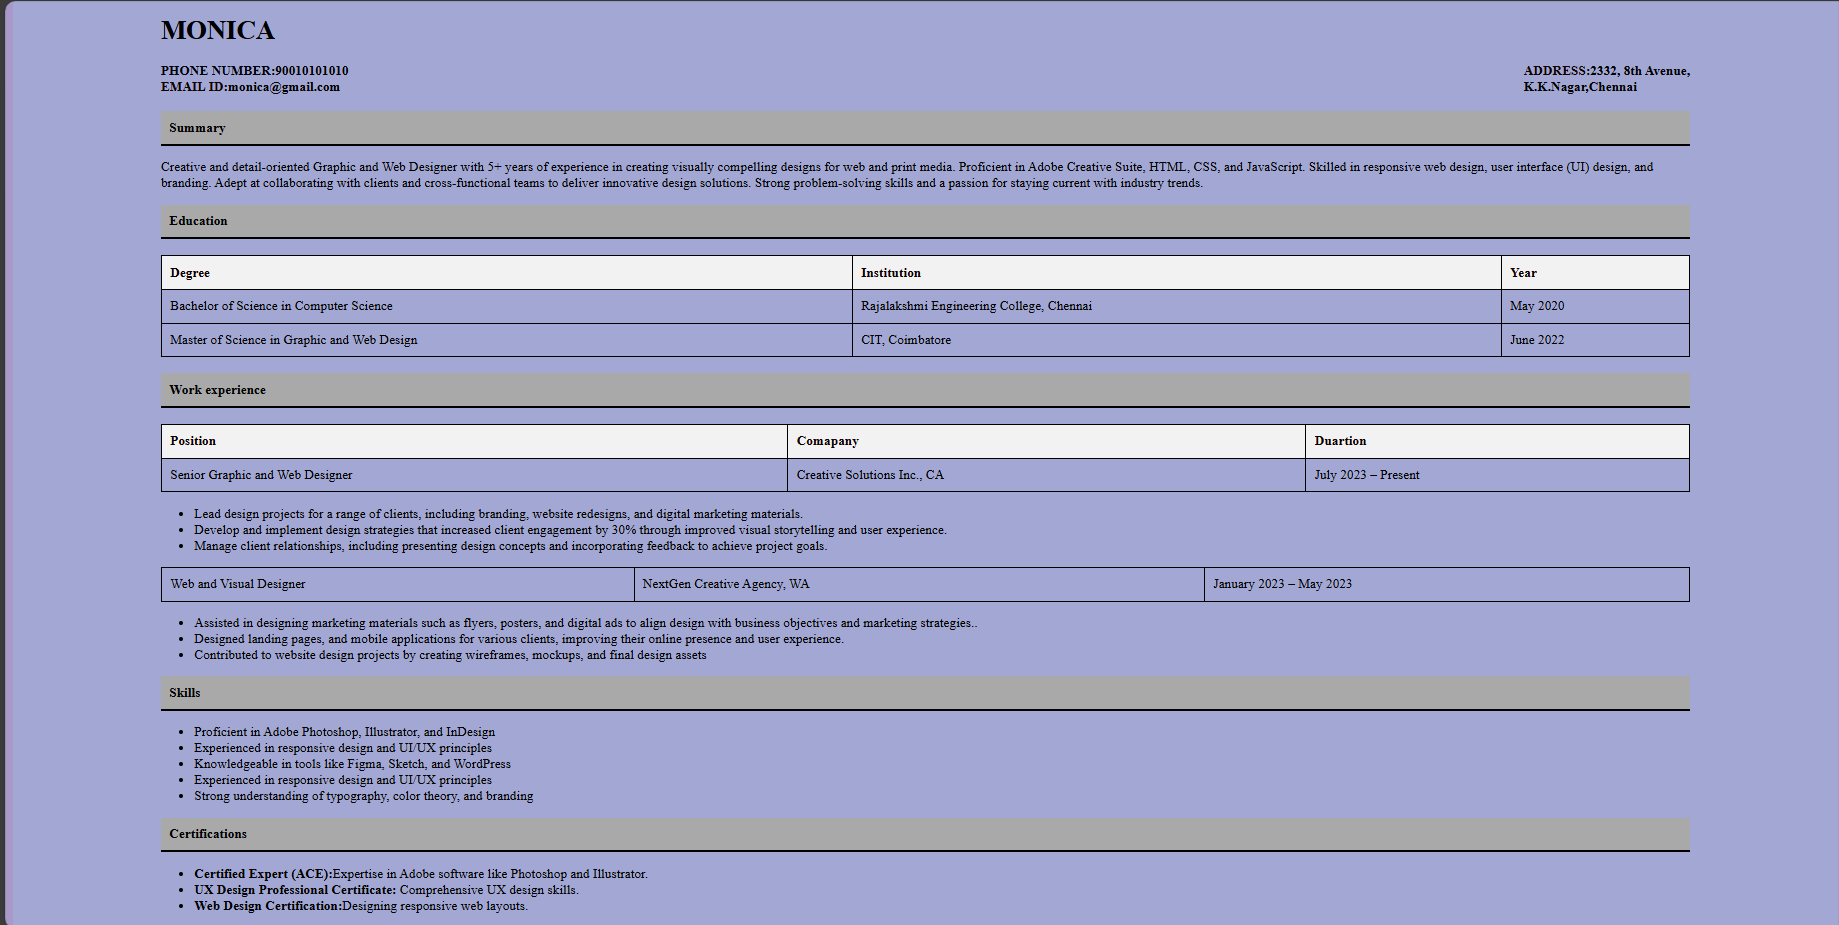 MONICA
PHONE NUMBER:90010101010
EMAIL ID:monica@gmail.com
ADDRESS:2332, 8th Avenue,
K.K.Nagar,Chennai
Summary
Creative and detail-oriented Graphic and Web Designer with 5+ years of experience in creating visually compelling designs for web and print media. Proficient in Adobe Creative Suite, HTML, CSS, and JavaScript. Skilled in responsive web design, user interface (UI) design, and
branding. Adept at collaborating with clients and cross-functional teams to deliver innovative design solutions. Strong problem-solving skills and a passion for staying current with industry trends.
Education
Degree Institution Year
Bachelor of Science in Computer Science Rajalakshmi Engineering College, Chennai May 2020
Master of Science in Graphic and Web Design CIT, Coimbatore June 2022
Work experience
Position Comapany Duartion
Senior Graphic and Web Designer Creative Solutions Inc., CA July 2023 – Present
• Lead design projects for a range of clients, including branding, website redesigns, and digital marketing materials.
• Develop and implement design strategies that increased client engagement by 30% through improved visual storytelling and user experience.
• Manage client relationships, including presenting design concepts and incorporating feedback to achieve project goals.
Web and Visual Designer NextGen Creative Agency, WA January 2023 – May 2023
• Assisted in designing marketing materials such as flyers, posters, and digital ads to align design with business objectives and marketing strategies..
• Designed landing pages, and mobile applications for various clients, improving their online presence and user experience.
• Contributed to website design projects by creating wireframes, mockups, and final design assets
Skills
• Proficient in Adobe Photoshop, Illustrator, and InDesign
• Experienced in responsive design and UI/UX principles
• Knowledgeable in tools like Figma, Sketch, and WordPress
• Experienced in responsive design and UI/UX principles
• Strong understanding of typography, color theory, and branding
Certifications
• Certified Expert (ACE):Expertise in Adobe software like Photoshop and Illustrator.
• UX Design Professional Certificate: Comprehensive UX design skills.
• Web Design Certification:Designing responsive web layouts.